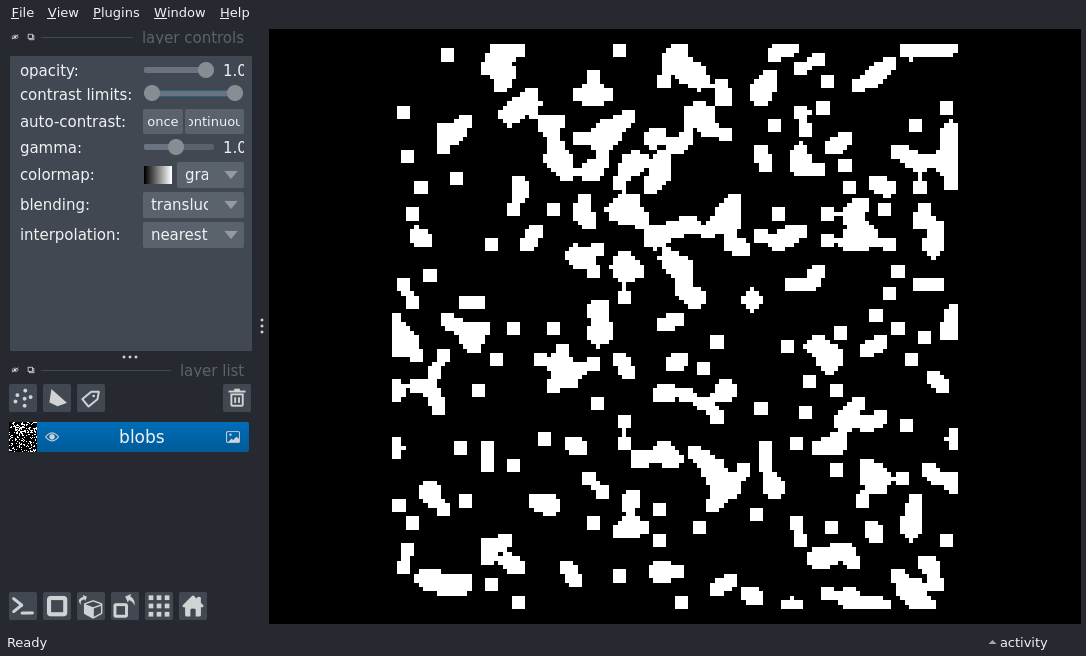 File View Plugins Window Help
layer controls
opacity: 1.0
contrast limits:
auto-contrast: once ontinuou
gamma: 1.0
colormap: gra
blending: transluc
interpolation: nearest
layer list
blobs
Ready activity